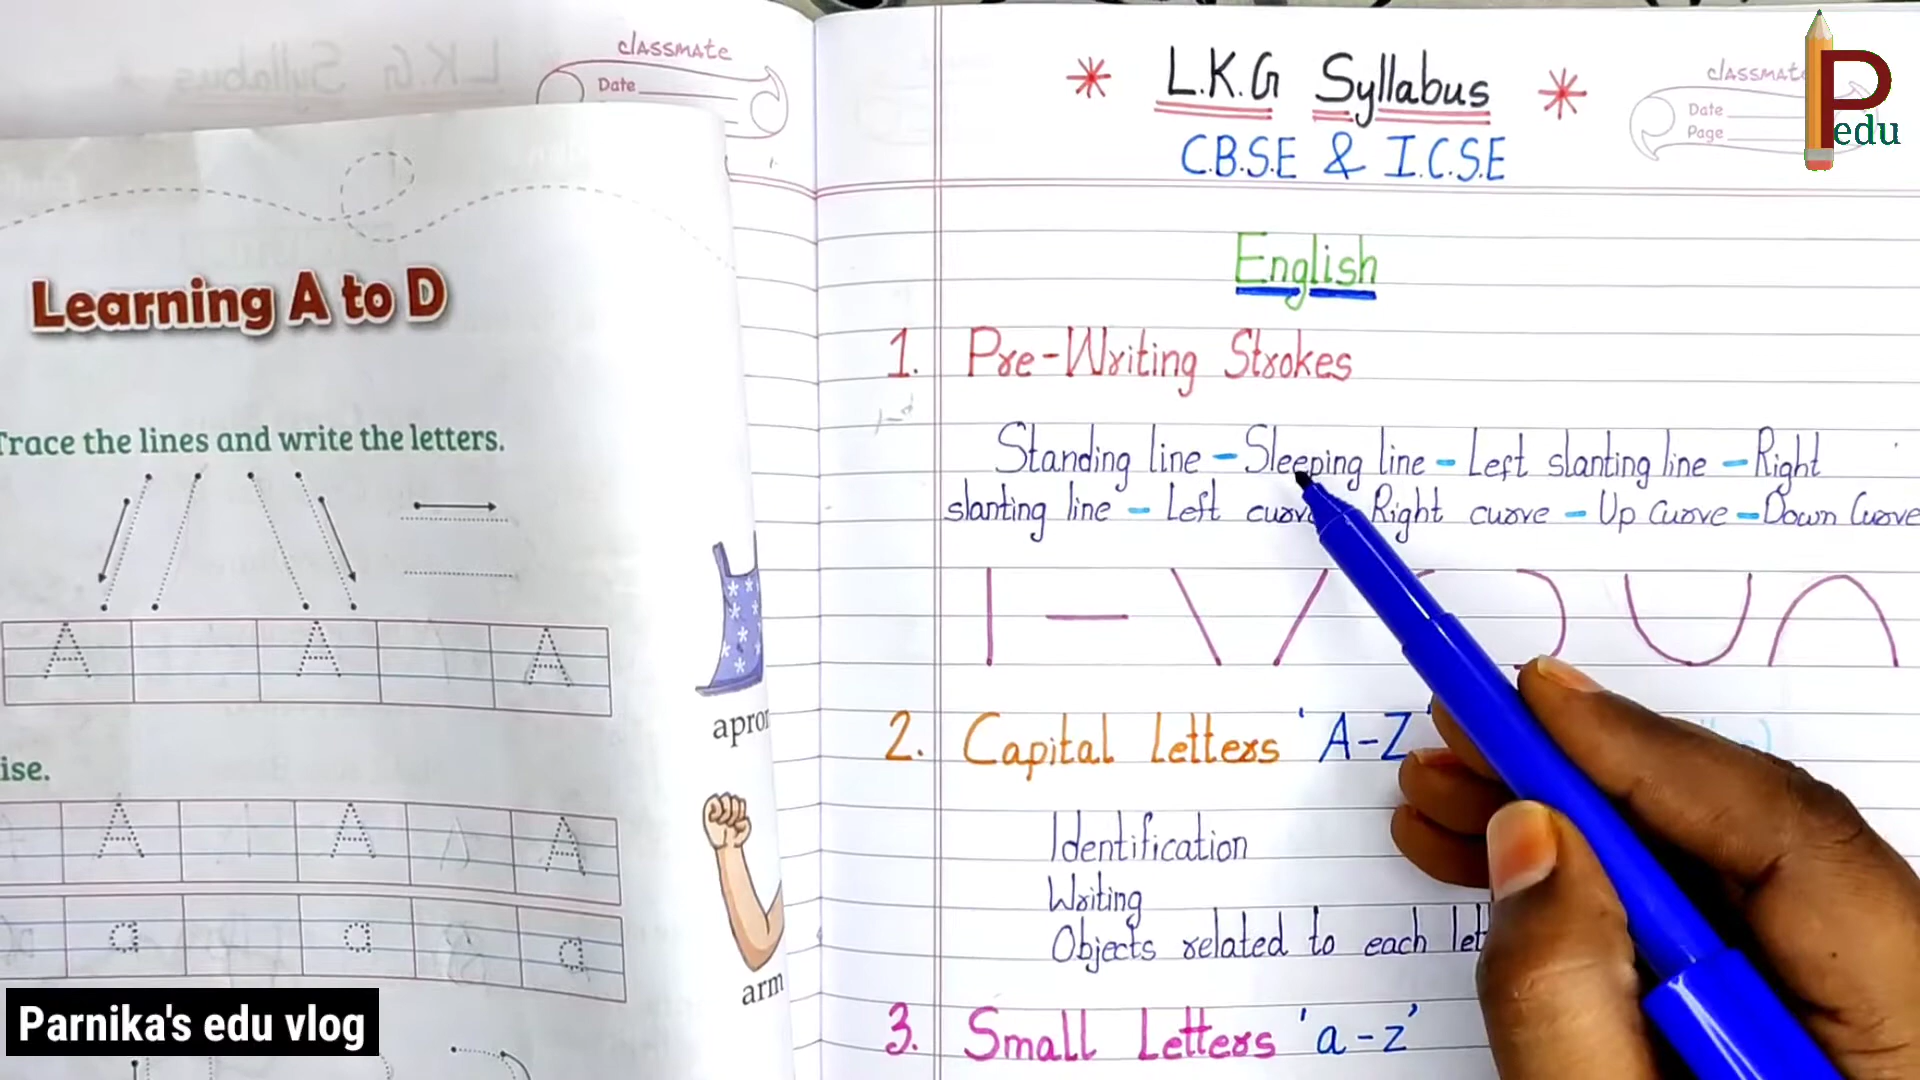 classmate
Date
Learning A to D
Trace the lines and write the letters.
A A A
apron
ise.
A A A
a a a
arm
Parnika's edu vlog
L.K.G Syllabus
C.B.S.E & I.C.S.E
classmate
Date
Page
P
edu
English
1. Pre-Writing Strokes
Standing line - Sleeping line - Left slanting line - Right
slanting line - Left curve Right curve - Up Curve - Down Curve
2. Capital Letters 'A-Z'
Identification
Writing
Objects related to each lett
3. Small Letters 'a-z'